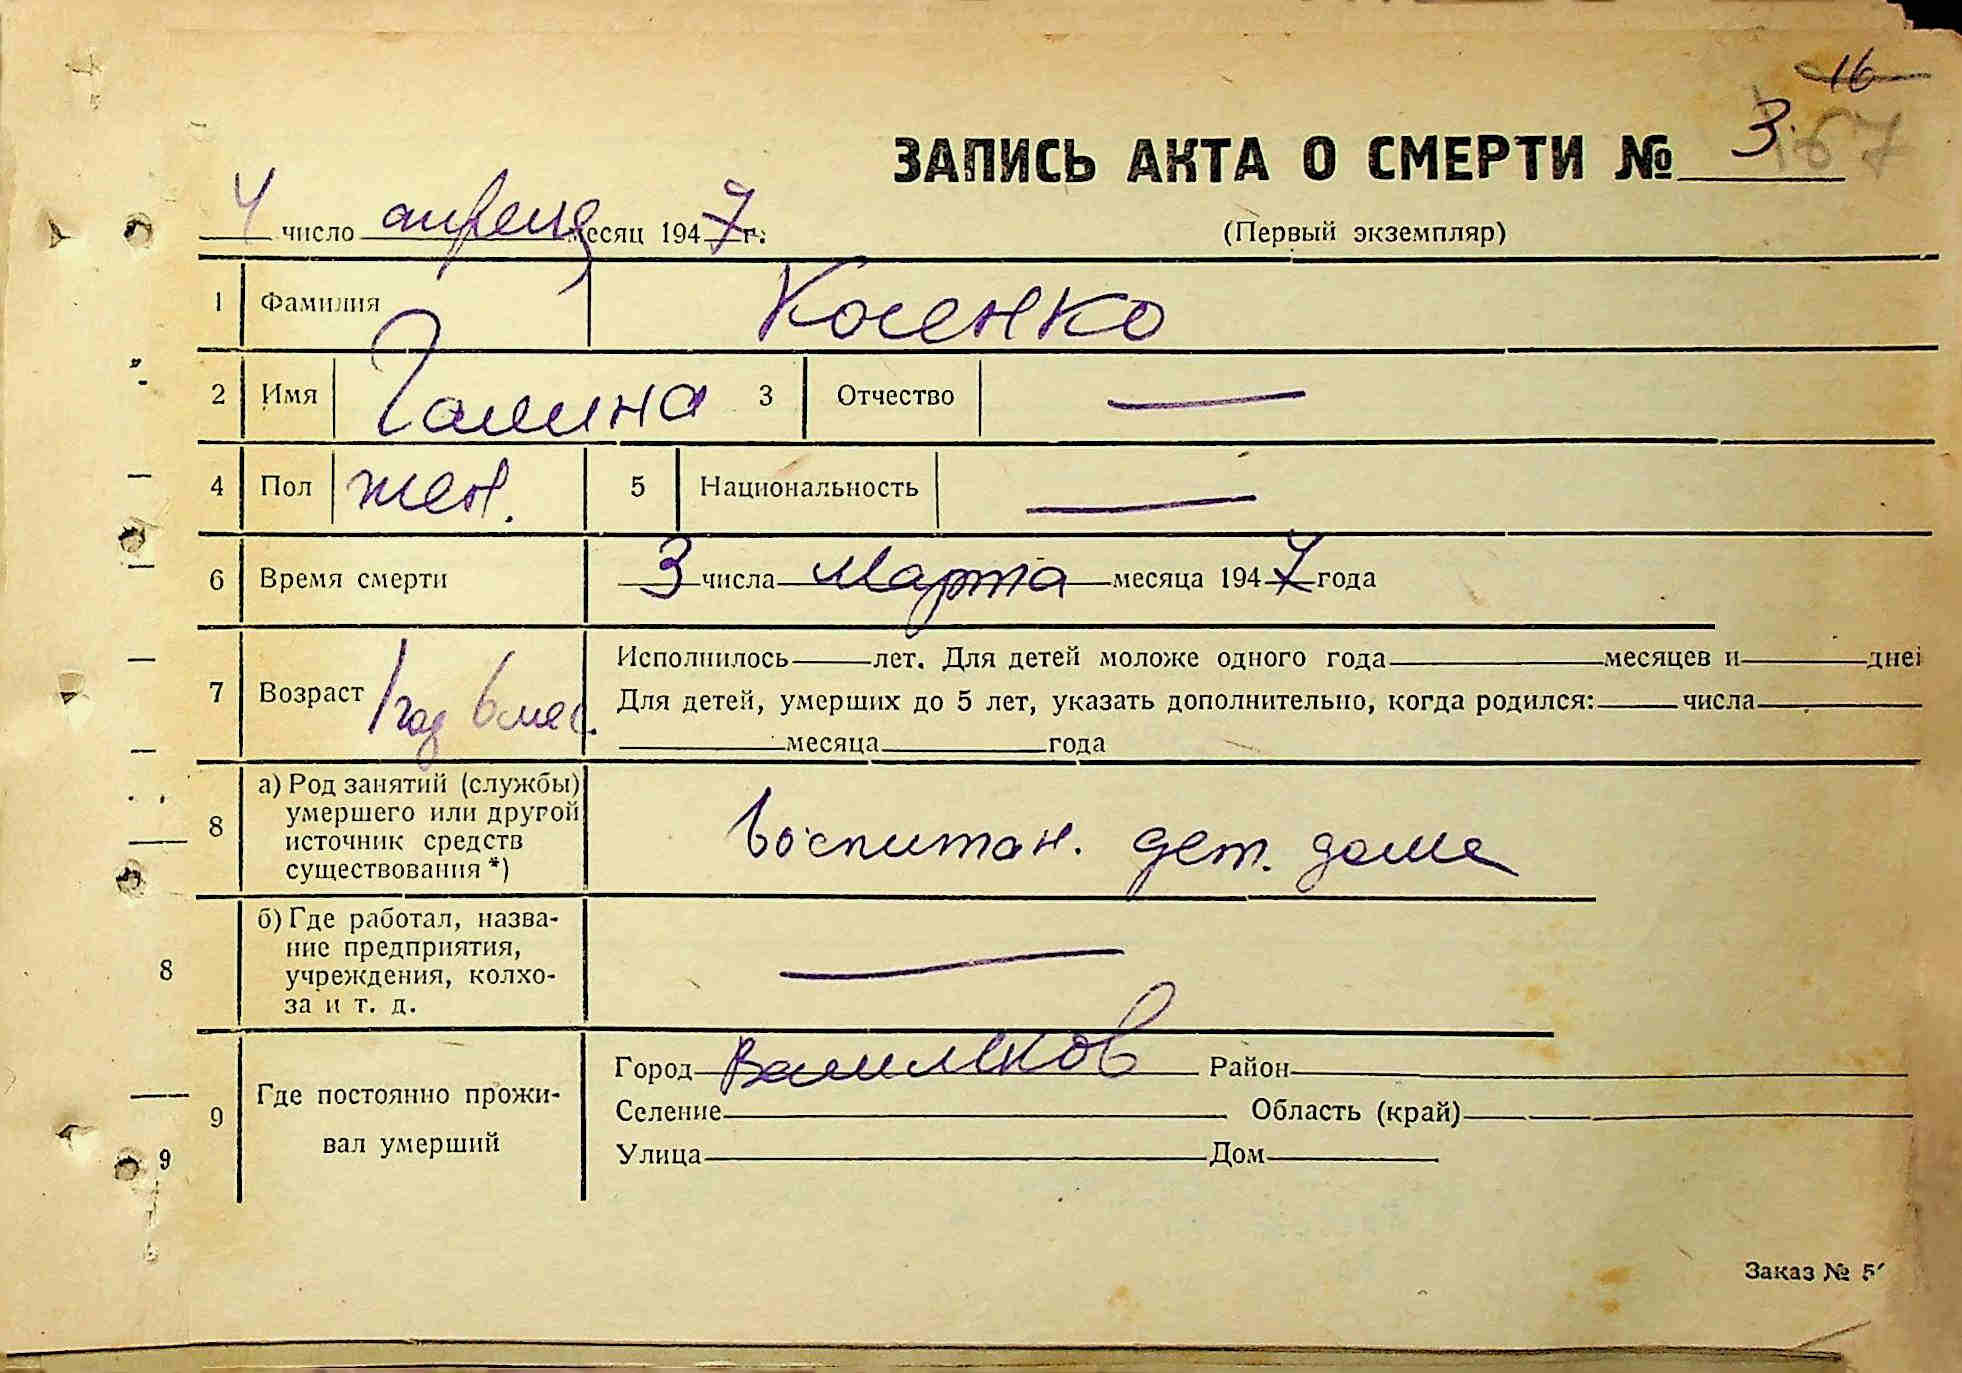 16
ЗАПИСЬ АКТА О СМЕРТИ № 3
167
4 число апреля месяц 1947 г.
(Первый экземпляр)
1 Фамилия Косенко
2 Имя Галина 3 Отчество —
4 Пол жен. 5 Национальность —
6 Время смерти 3 числа марта месяца 1947 года
7 Возраст 1 год 6 мес.
Исполнилось лет. Для детей моложе одного года месяцев и дней
Для детей, умерших до 5 лет, указать дополнительно, когда родился: числа
месяца года
8 а) Род занятий (службы)
умершего или другой
источник средств
существования *)
воспитан. дет. дома
8 б) Где работал, назва-
ние предприятия,
учреждения, колхо-
за и т. д.
—
9 Где постоянно прожи-
вал умерший
Город Васильков Район
Селение Область (край)
Улица Дом
9
Заказ № 5